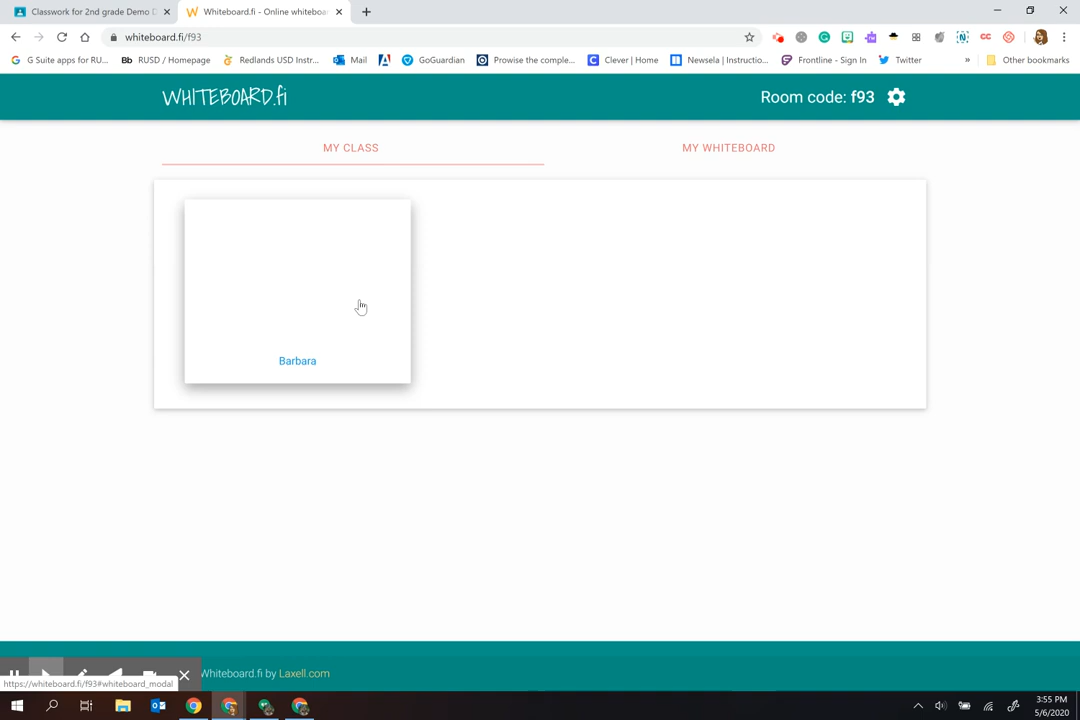 Classwork for 2nd grade Demo D
Whiteboard.fi - Online whiteboar
whiteboard.fi/f93
G Suite apps for RU...
Bb RUSD / Homepage
Redlands USD Instr...
Mail
GoGuardian
Prowise the comple...
Clever | Home
Newsela | Instructio...
Frontline - Sign In
Twitter
»
Other bookmarks
WHITEBOARD.fi
Room code: f93
MY CLASS
MY WHITEBOARD
Barbara
Whiteboard.fi by Laxell.com
https://whiteboard.fi/f93#whiteboard_modal
3:55 PM
5/6/2020